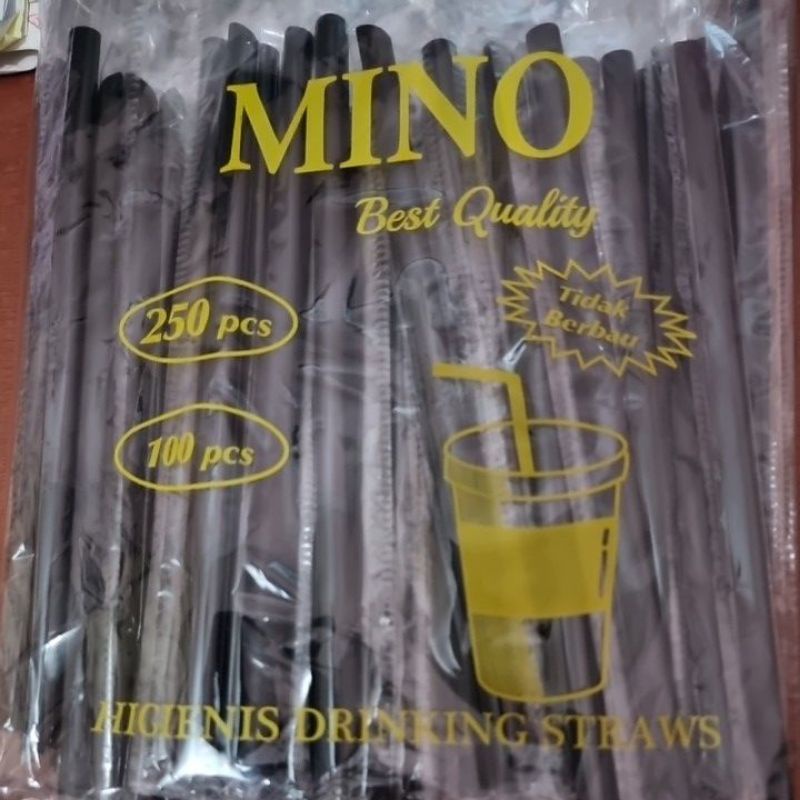 MINO
Best Quality
250 pcs
Tidak
Berbau
100 pcs
HIGIENIS DRINKING STRAWS